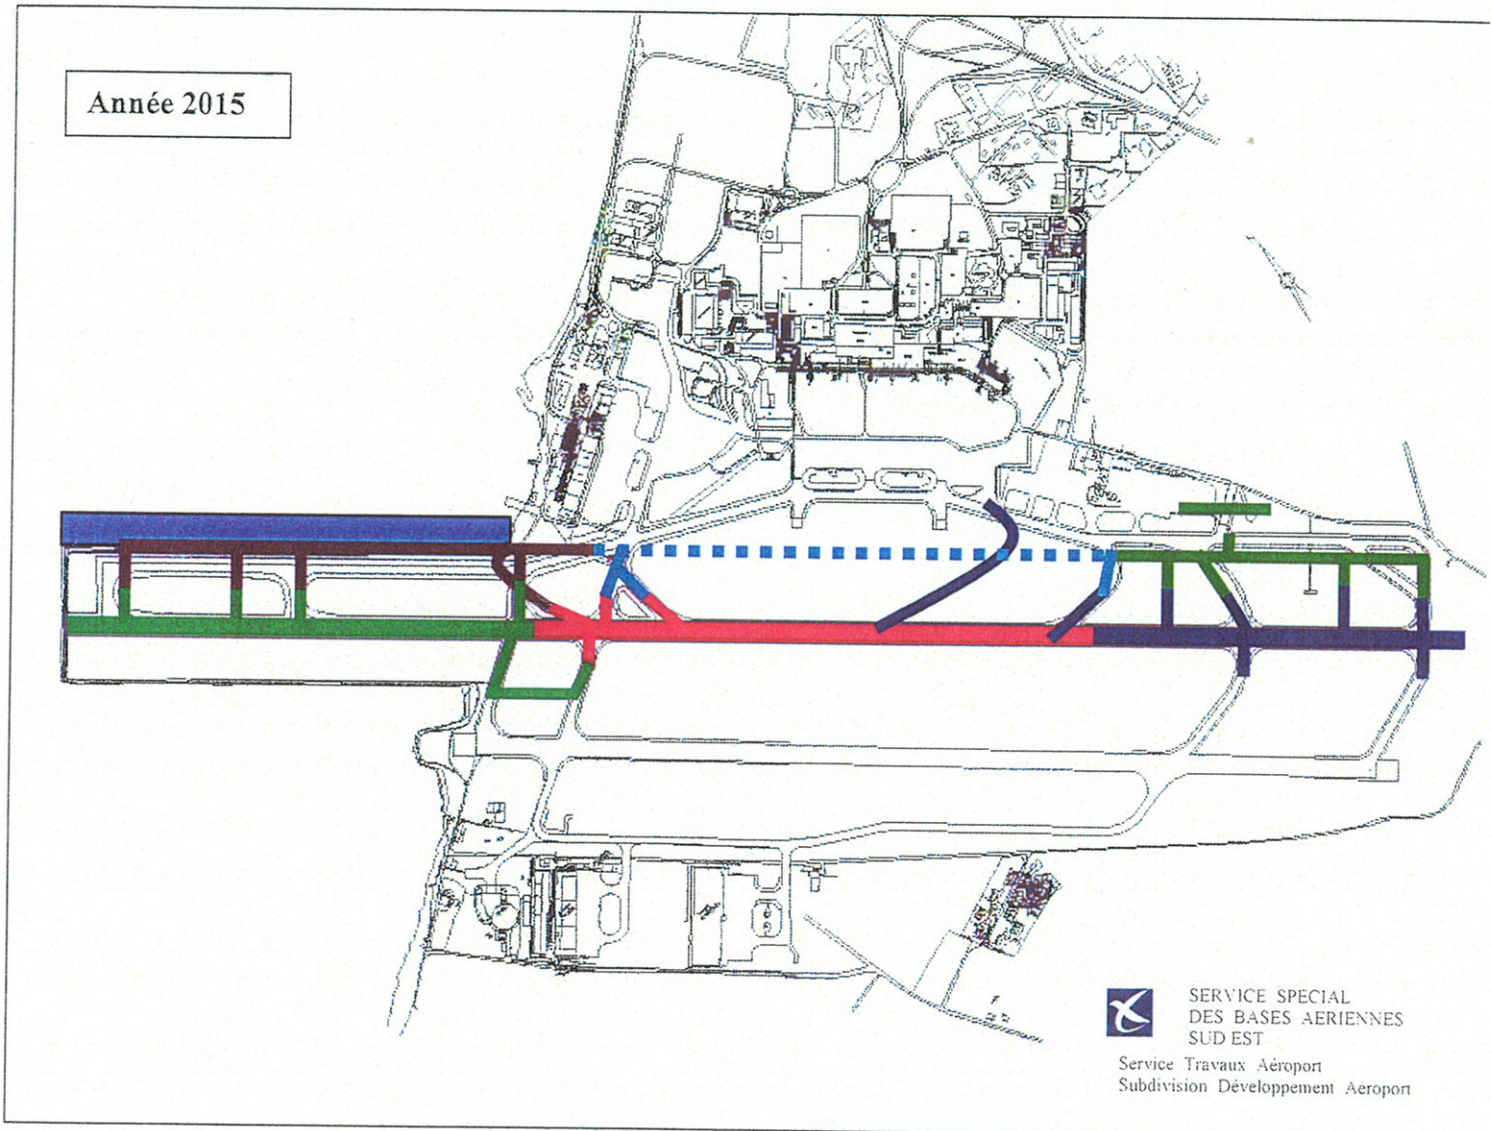 Année 2015
SERVICE SPECIAL
DES BASES AERIENNES
SUD EST
Service Travaux Aéroport
Subdivision Développement Aéroport